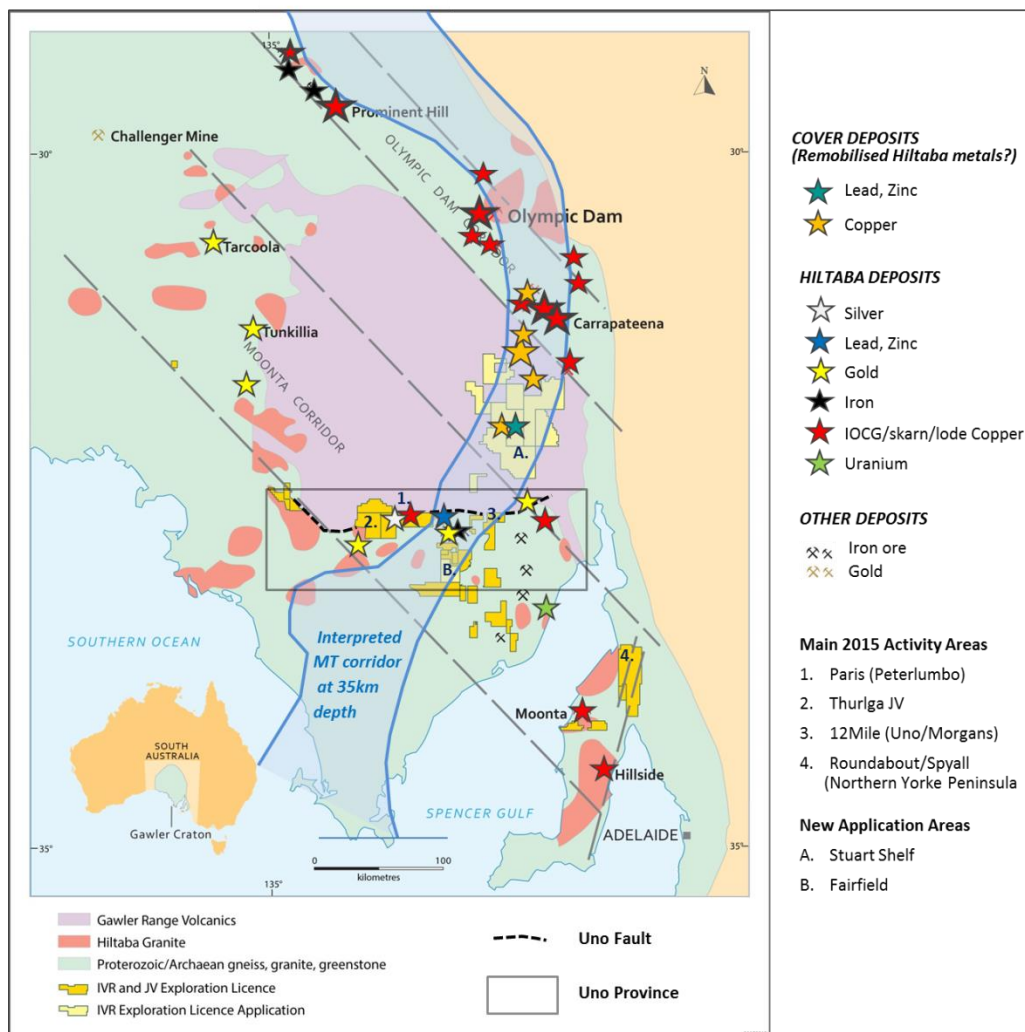 135°
N
Prominent Hill
Challenger Mine
30°
30°
OLYMPIC DAM CORRIDOR
Olympic Dam
Tarcoola
Carrapateena
Tunkillia
MOONTA CORRIDOR
A.
1.
2.
3.
B.
SOUTHERN OCEAN
Interpreted
MT corridor
at 35km
depth
4.
Moonta
SOUTH
AUSTRALIA
Hillside
Gawler Craton
SPENCER GULF
ADELAIDE
35°
35°
0
100
kilometres
135°
Gawler Range Volcanics
Hiltaba Granite
Proterozoic/Archaean gneiss, granite, greenstone
IVR and JV Exploration Licence
IVR Exploration Licence Application
Uno Fault
Uno Province
COVER DEPOSITS
(Remobilised Hiltaba metals?)
Lead, Zinc
Copper
HILTABA DEPOSITS
Silver
Lead, Zinc
Gold
Iron
IOCG/skarn/lode Copper
Uranium
OTHER DEPOSITS
Iron ore
Gold
Main 2015 Activity Areas
1. Paris (Peterlumbo)
2. Thurlga JV
3. 12Mile (Uno/Morgans)
4. Roundabout/Spyall
(Northern Yorke Peninsula
New Application Areas
A. Stuart Shelf
B. Fairfield